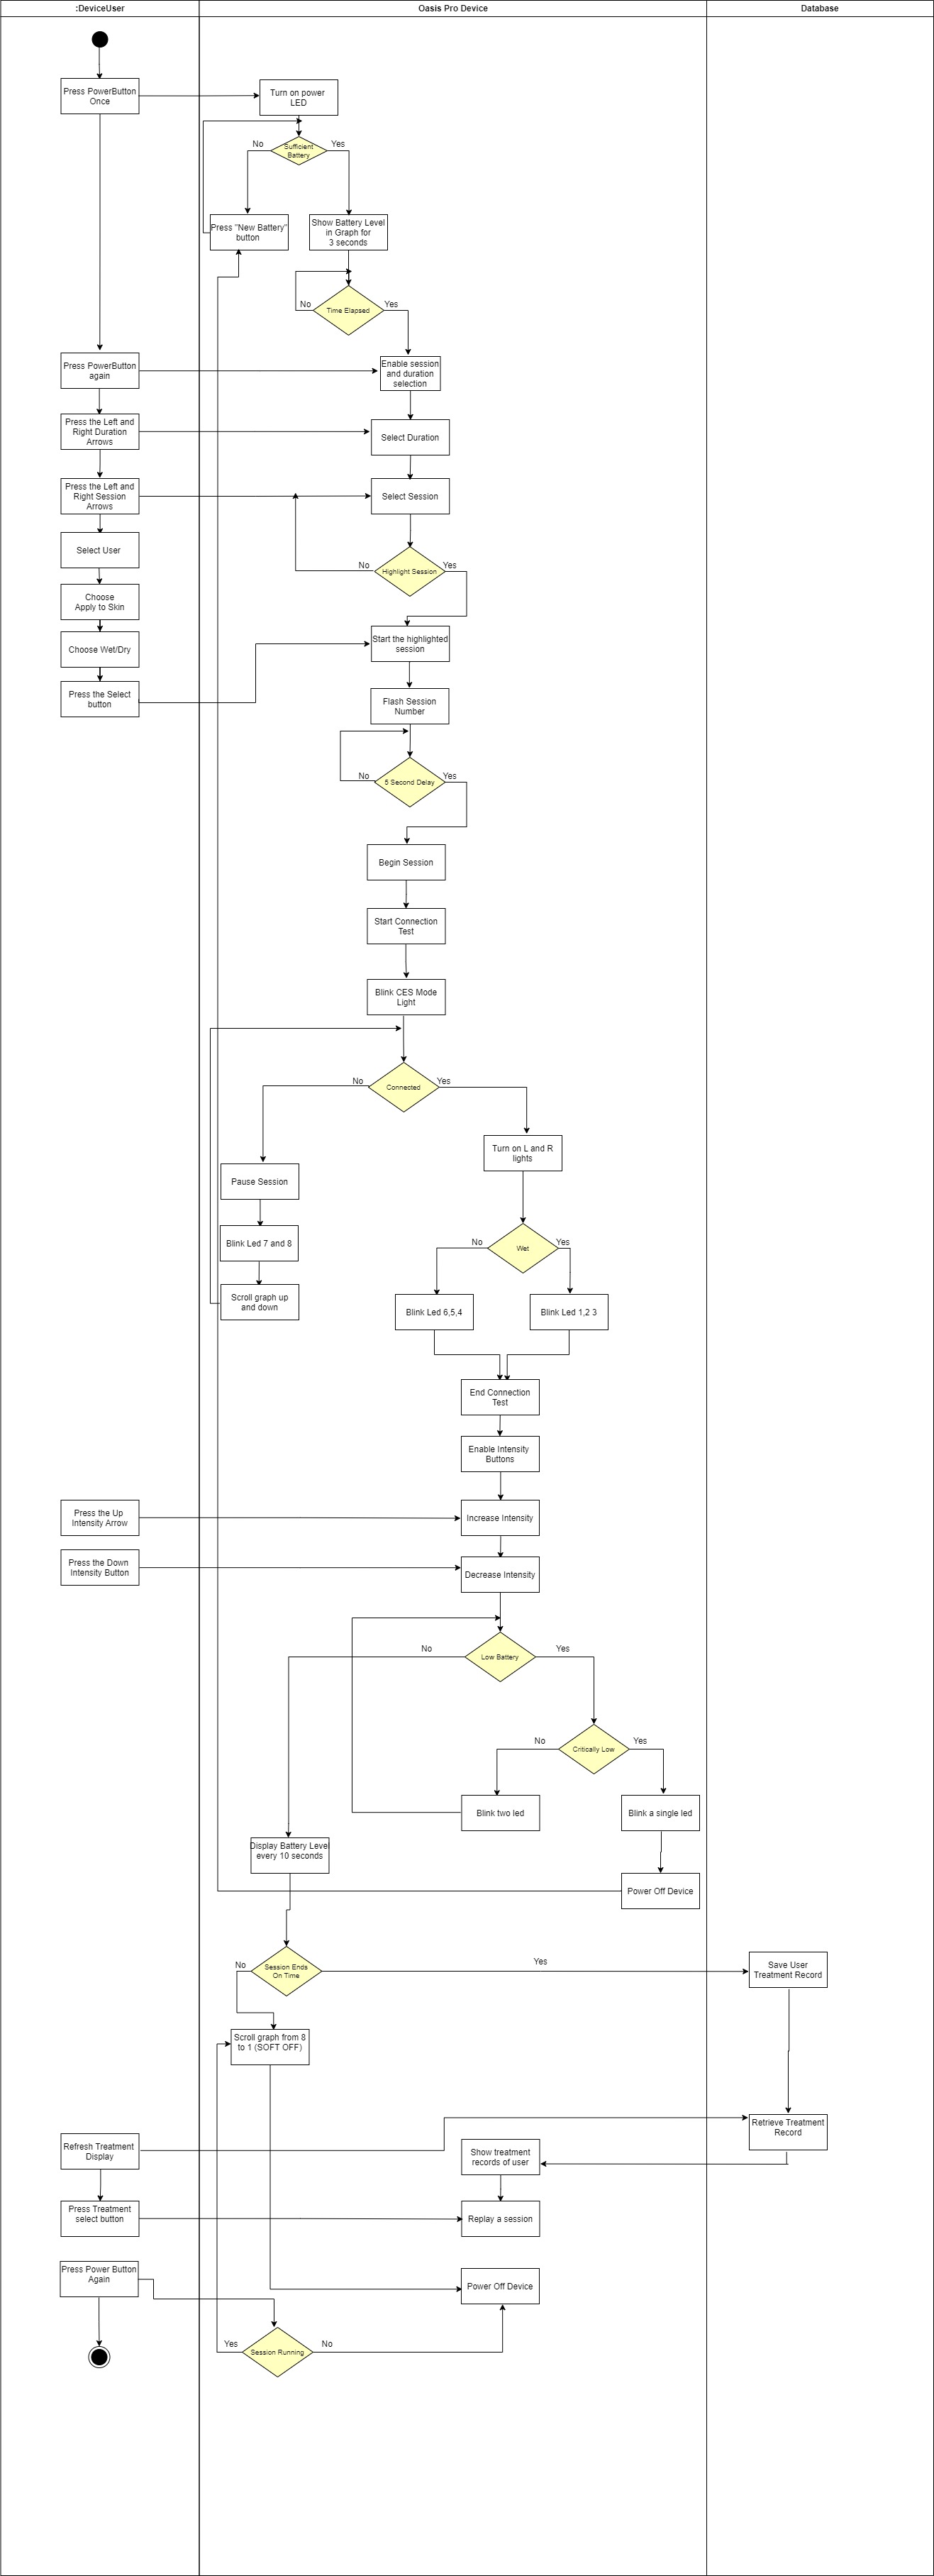 :DeviceUser
Oasis Pro Device
Database
Press PowerButton
Once
Turn on power
LED
No
Sufficient
Battery
Yes
Press "New Battery"
button
Show Battery Level
in Graph for
3 seconds
No
Time Elapsed
Yes
Press PowerButton
again
Enable session
and duration
selection
Press the Left and
Right Duration
Arrows
Select Duration
Press the Left and
Right Session
Arrows
Select Session
Select User
No
Highlight Session
Yes
Choose
Apply to Skin
Choose Wet/Dry
Start the highlighted
session
Press the Select
button
Flash Session
Number
No
5 Second Delay
Yes
Begin Session
Start Connection
Test
Blink CES Mode
Light
No
Connected
Yes
Turn on L and R
lights
Pause Session
Blink Led 7 and 8
No
Wet
Yes
Scroll graph up
and down
Blink Led 6,5,4
Blink Led 1,2 3
End Connection
Test
Enable Intensity
Buttons
Press the Up
Intensity Arrow
Increase Intensity
Press the Down
Intensity Button
Decrease Intensity
No
Low Battery
Yes
No
Critically Low
Yes
Blink two led
Blink a single led
Display Battery Level
every 10 seconds
Power Off Device
No
Session Ends
On Time
Yes
Save User
Treatment Record
Scroll graph from 8
to 1 (SOFT OFF)
Retrieve Treatment
Record
Refresh Treatment
Display
Show treatment
records of user
Press Treatment
select button
Replay a session
Press Power Button
Again
Power Off Device
Yes
Session Running
No